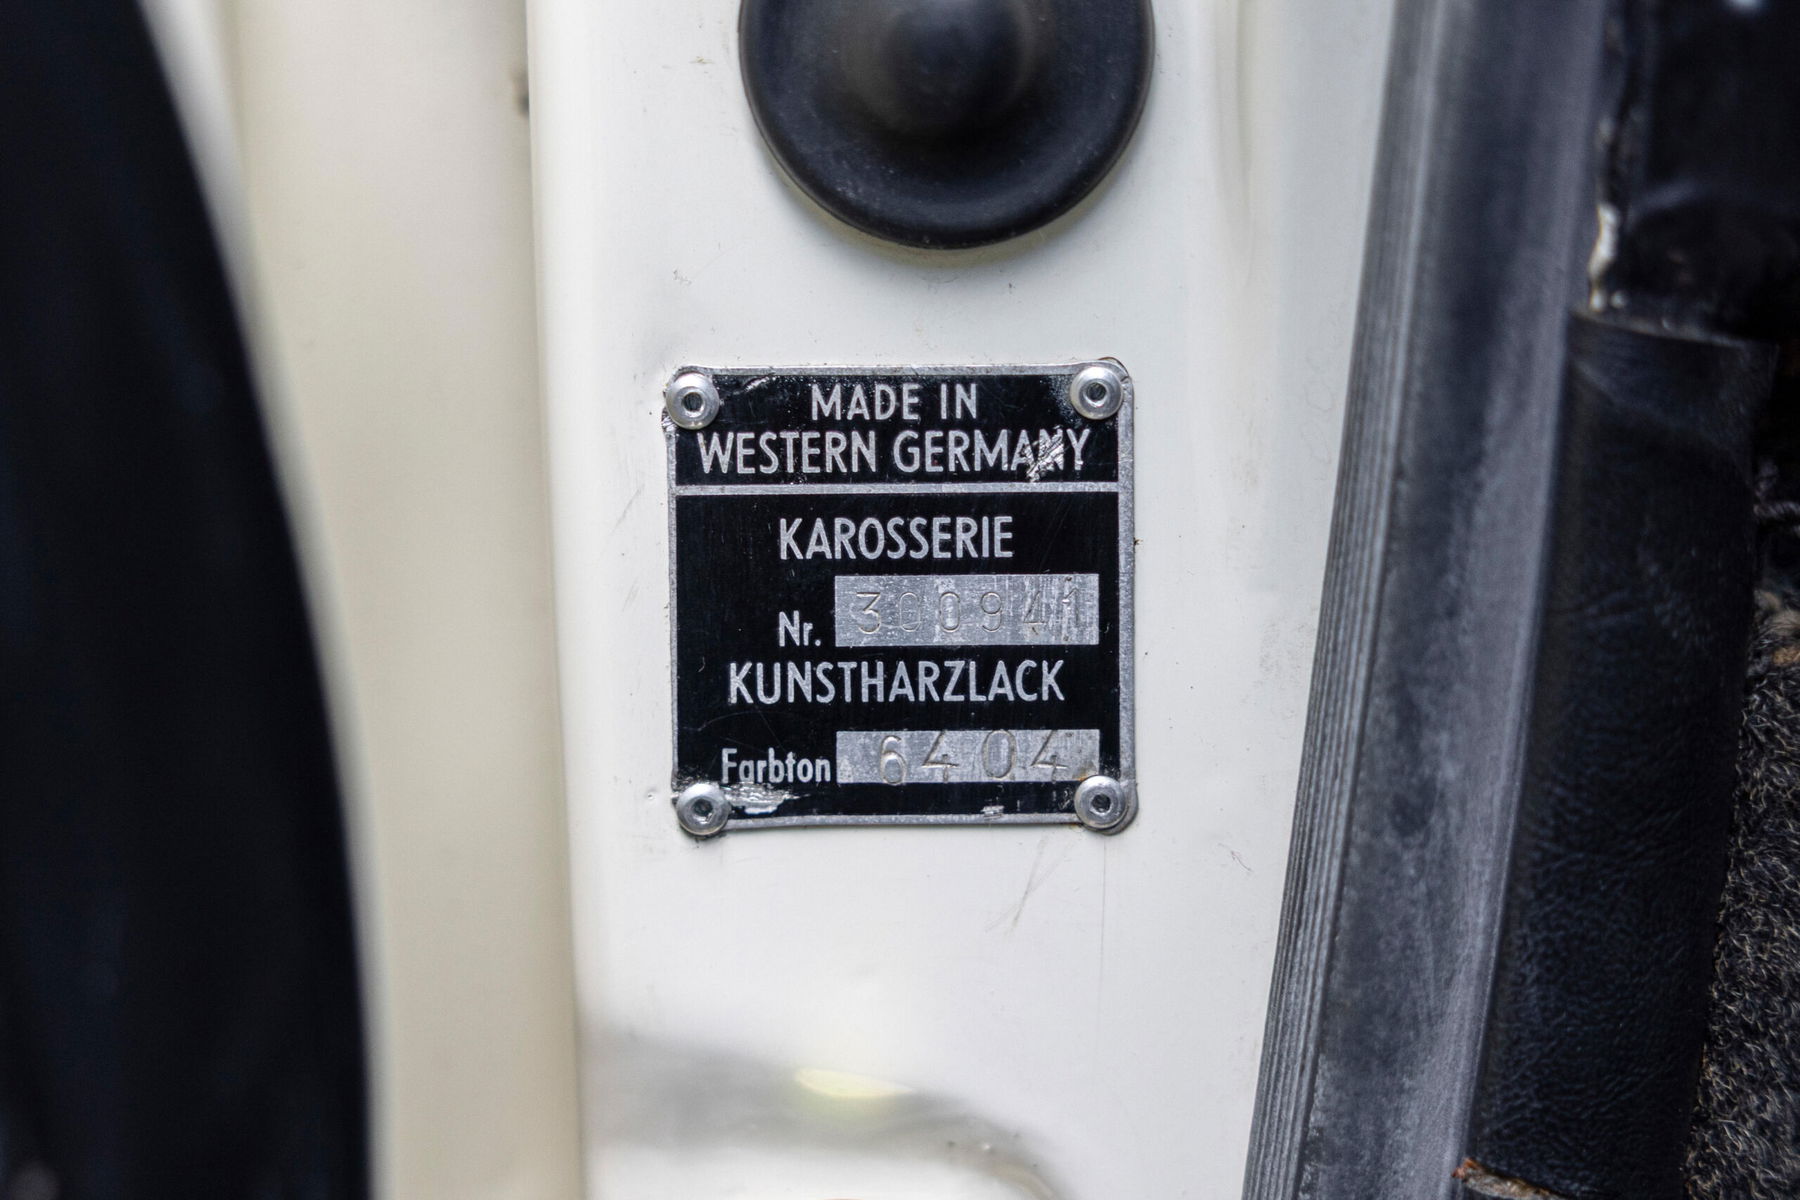 MADE IN
WESTERN GERMANY
KAROSSERIE
Nr. 300941
KUNSTHARZLACK
Farbton 6404